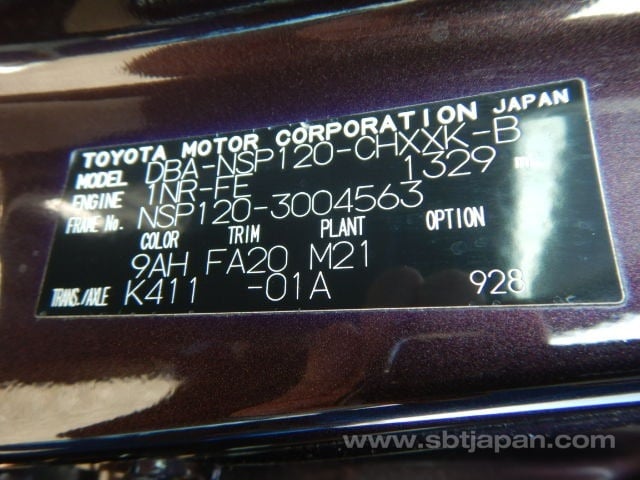 TOYOTA MOTOR CORPORATION JAPAN
MODEL DBA-NSP120-CHXXK-B
ENGINE 1NR-FE 1329
FRAME No. NSP120-3004563
COLOR TRIM PLANT OPTION
9AH FA20 M21
TRANS./AXLE K411 -01A 928
www.sbtjapan.com